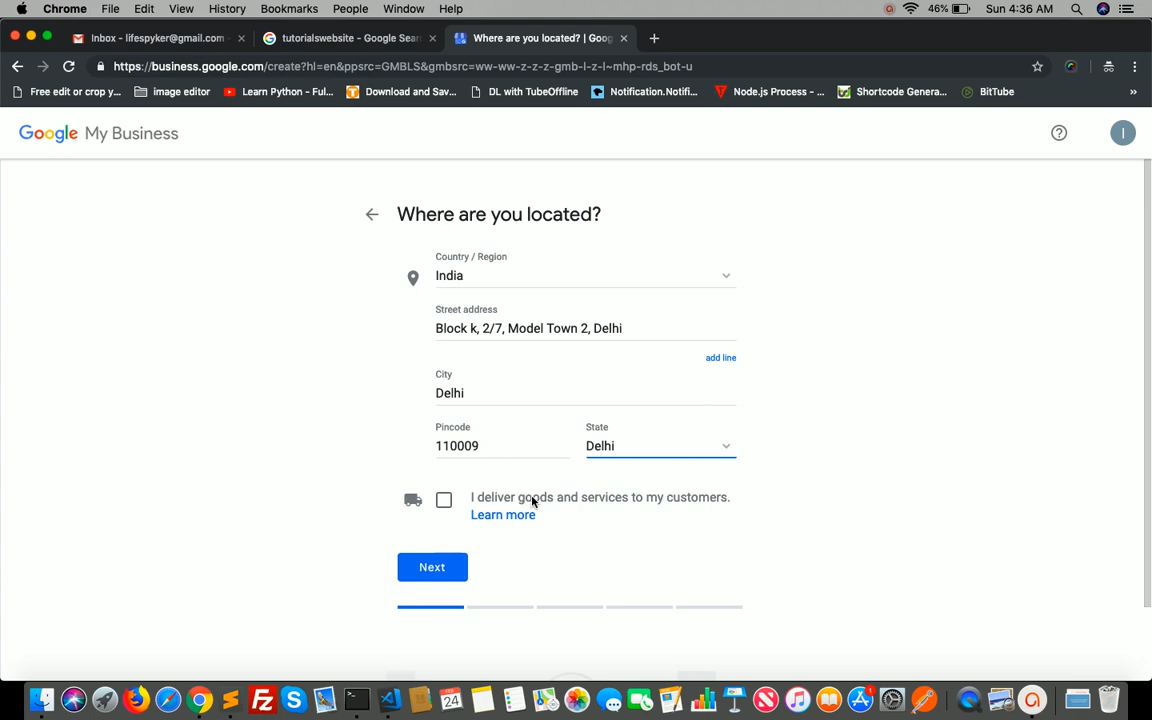 Chrome File Edit View History Bookmarks People Window Help 46% Sun 4:36 AM
Inbox - lifespyker@gmail.com - tutorialswebsite - Google Sear Where are you located? | Goog
https://business.google.com/create?hl=en&ppsrc=GMBLS&gmbsrc=ww-ww-z-z-z-gmb-l-z-l~mhp-rds_bot-u
Free edit or crop y... image editor Learn Python - Ful... Download and Sav... DL with TubeOffline Notification.Notifi... Node.js Process - ... Shortcode Genera... BitTube »
Google My Business I
Where are you located?
Country / Region
India
Street address
Block k, 2/7, Model Town 2, Delhi
add line
City
Delhi
Pincode State
110009 Delhi
I deliver goods and services to my customers.
Learn more
Next